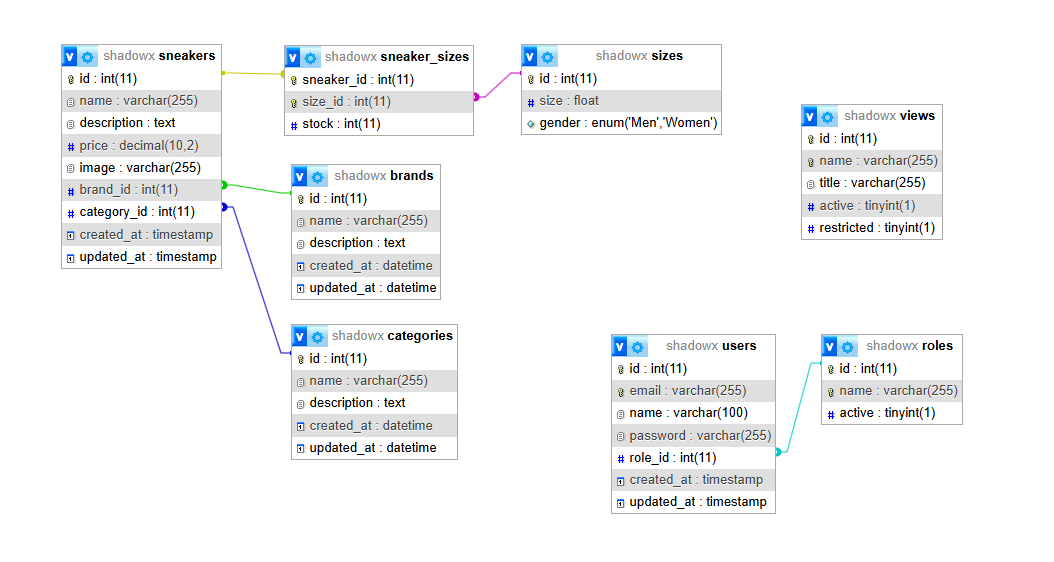 shadowx sneakers
id : int(11)
name : varchar(255)
description : text
price : decimal(10,2)
image : varchar(255)
brand_id : int(11)
category_id : int(11)
created_at : timestamp
updated_at : timestamp
shadowx sneaker_sizes
sneaker_id : int(11)
size_id : int(11)
stock : int(11)
shadowx sizes
id : int(11)
size : float
gender : enum('Men','Women')
shadowx views
id : int(11)
name : varchar(255)
title : varchar(255)
active : tinyint(1)
restricted : tinyint(1)
shadowx brands
id : int(11)
name : varchar(255)
description : text
created_at : datetime
updated_at : datetime
shadowx categories
id : int(11)
name : varchar(255)
description : text
created_at : datetime
updated_at : datetime
shadowx users
id : int(11)
email : varchar(255)
name : varchar(100)
password : varchar(255)
role_id : int(11)
created_at : timestamp
updated_at : timestamp
shadowx roles
id : int(11)
name : varchar(255)
active : tinyint(1)